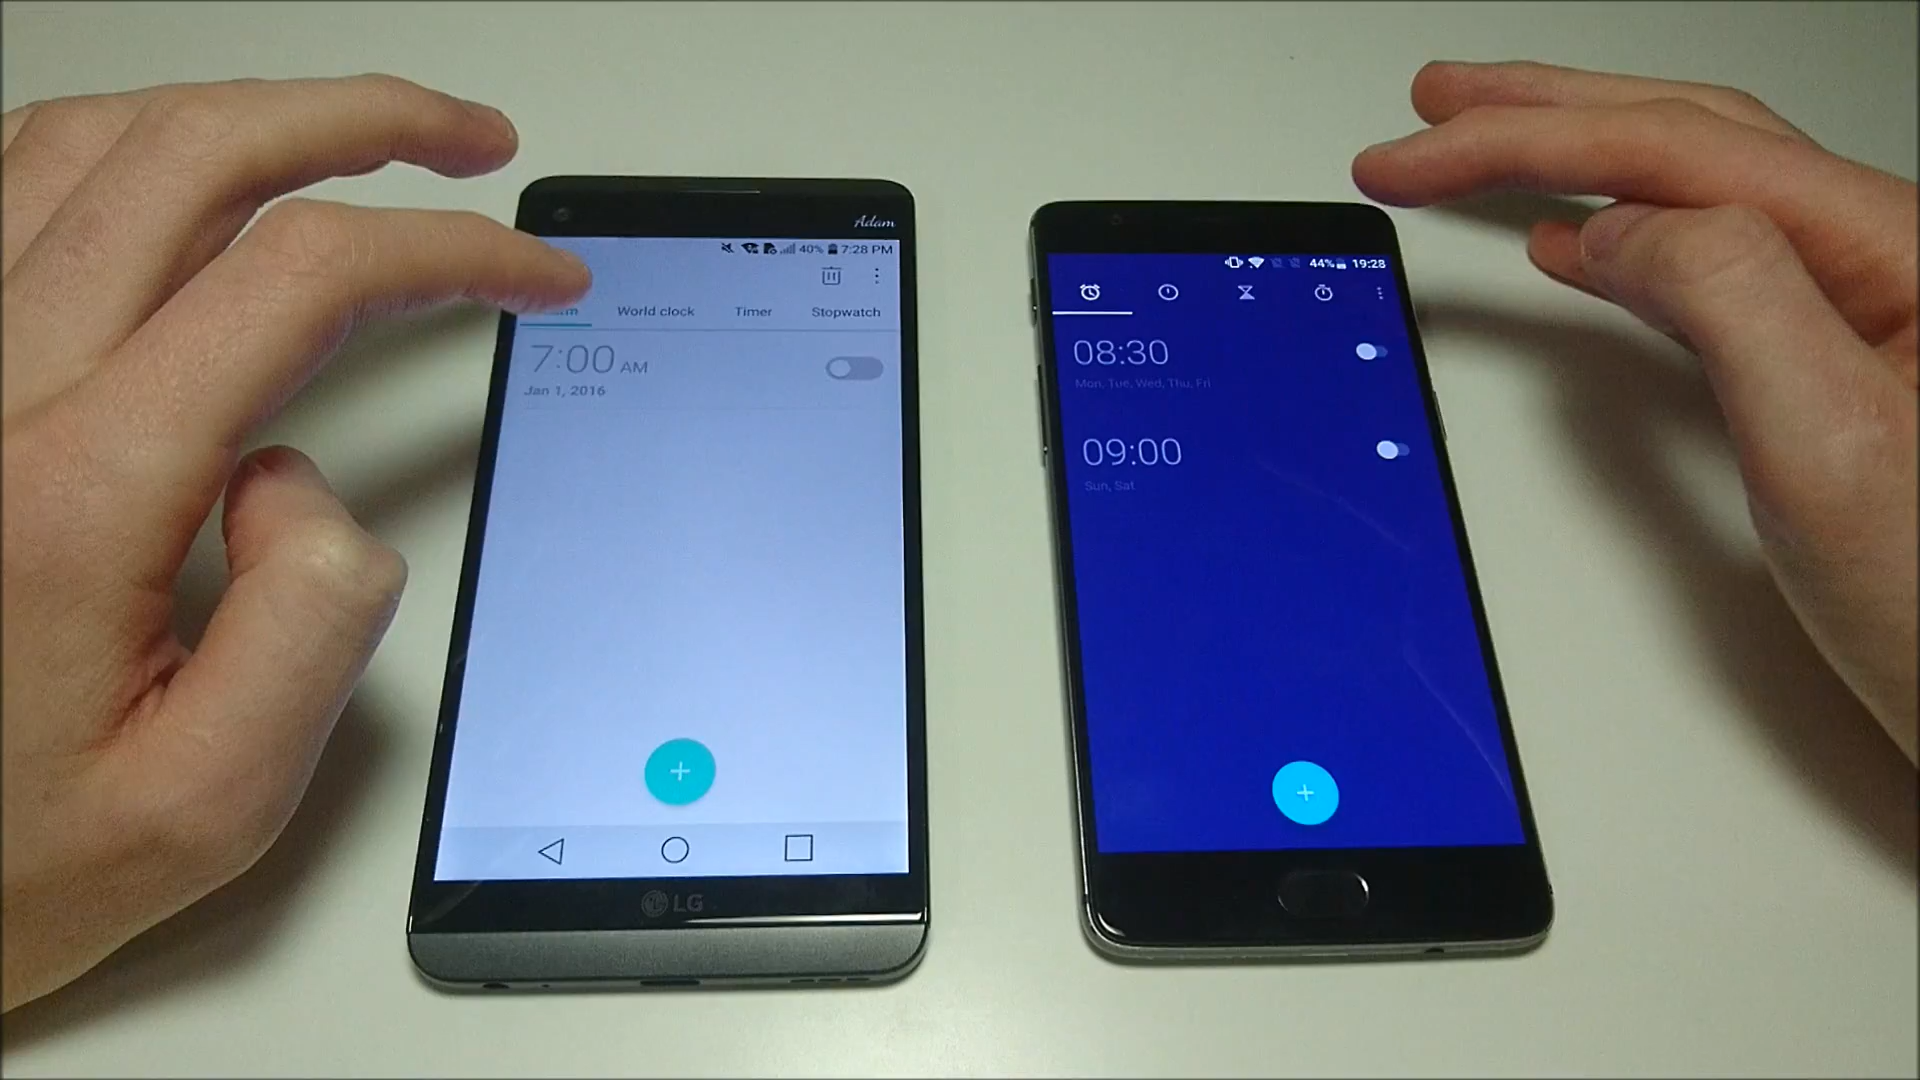 Adam
40% 7:28 PM
World clock Timer Stopwatch
7:00 AM
Jan 1, 2016
LG
44% 19:28
08:30
Mon, Tue, Wed, Thu, Fri
09:00
Sun, Sat